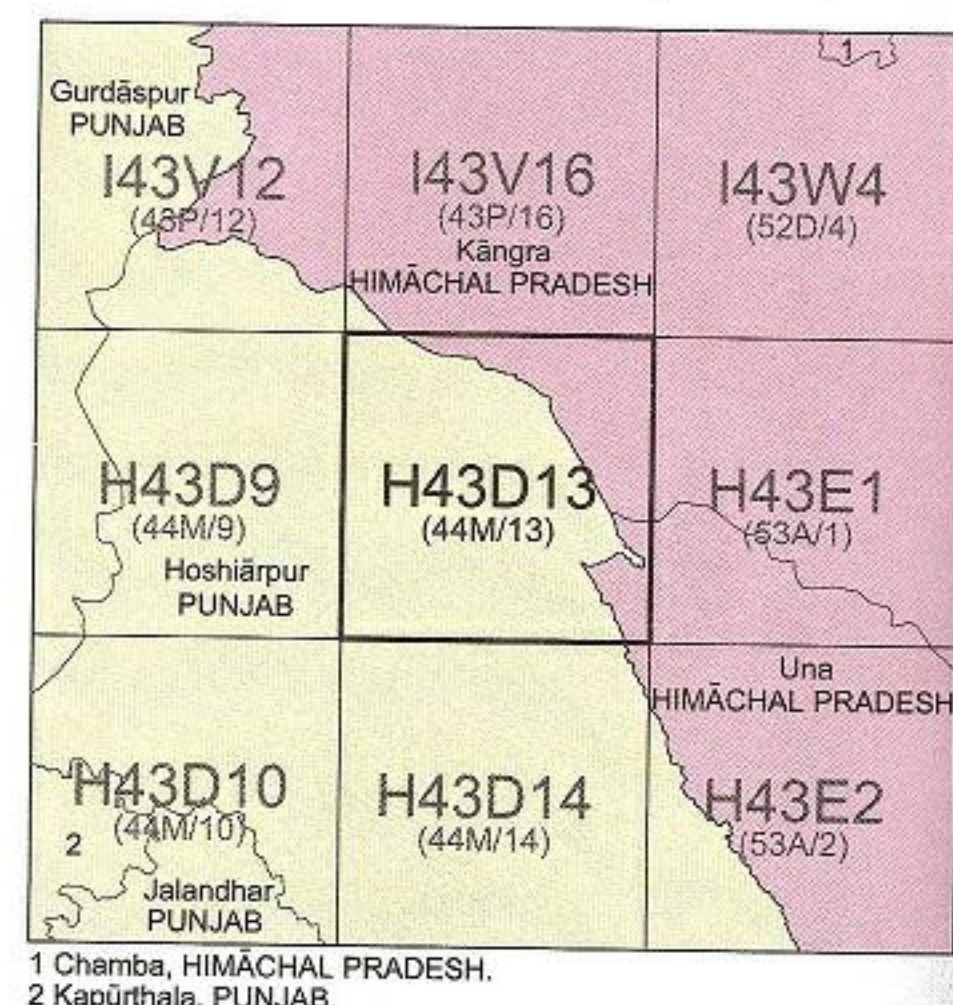 Gurdāspur
PUNJAB
I43V12
(43P/12)
I43V16
(43P/16)
Kāngra
HIMĀCHAL PRADESH
1
I43W4
(52D/4)
H43D9
(44M/9)
Hoshiārpur
PUNJAB
H43D13
(44M/13)
H43E1
(53A/1)
Una
HIMĀCHAL PRADESH
H43D10
(44M/10)
2
Jalandhar
PUNJAB
H43D14
(44M/14)
H43E2
(53A/2)
1 Chamba, HIMĀCHAL PRADESH.
2 Kapūrthala, PUNJAB